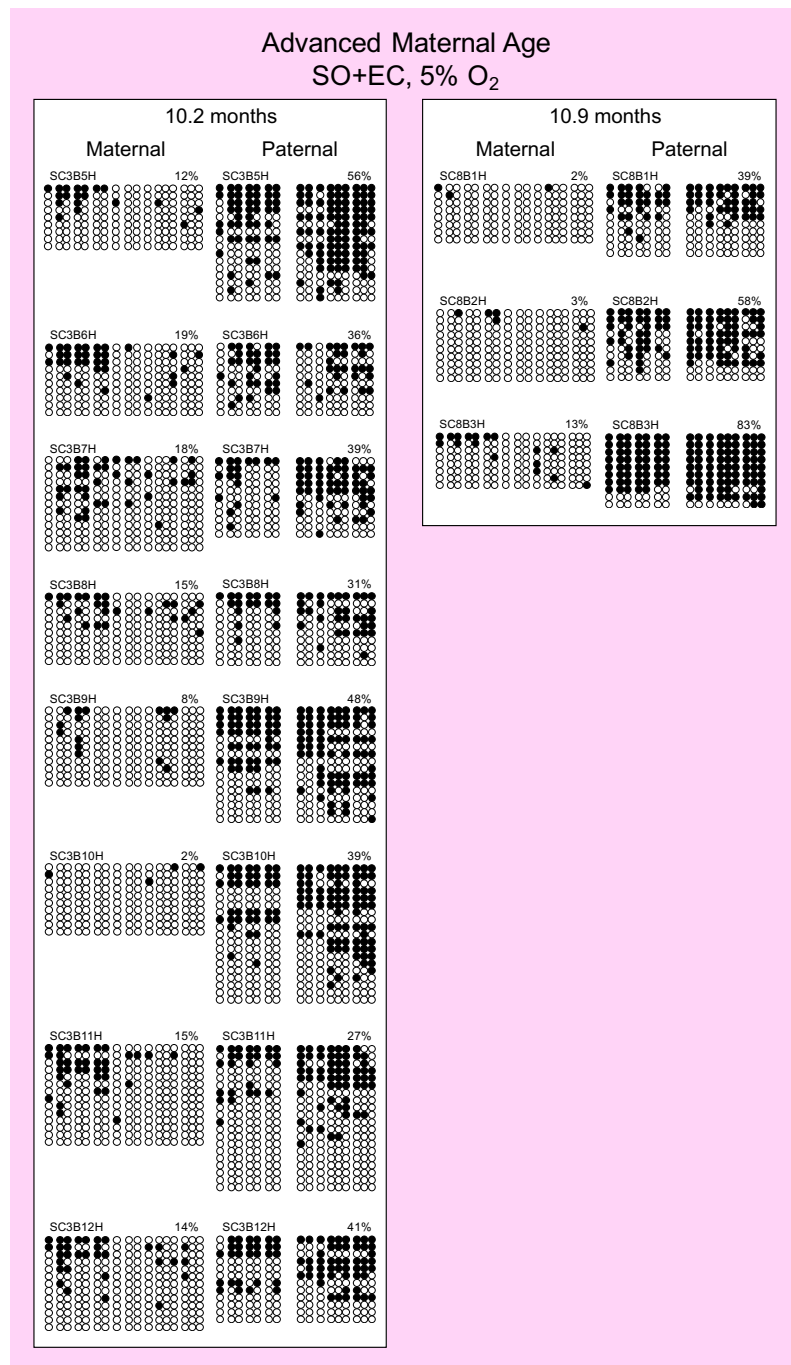 Advanced Maternal Age
SO+EC, 5% O₂
10.2 months
Maternal Paternal
SC3B5H 12% SC3B5H 56%
SC3B6H 19% SC3B6H 36%
SC3B7H 18% SC3B7H 39%
SC3B8H 15% SC3B8H 31%
SC3B9H 8% SC3B9H 48%
SC3B10H 2% SC3B10H 39%
SC3B11H 15% SC3B11H 27%
SC3B12H 14% SC3B12H 41%
10.9 months
Maternal Paternal
SC8B1H 2% SC8B1H 39%
SC8B2H 3% SC8B2H 58%
SC8B3H 13% SC8B3H 83%